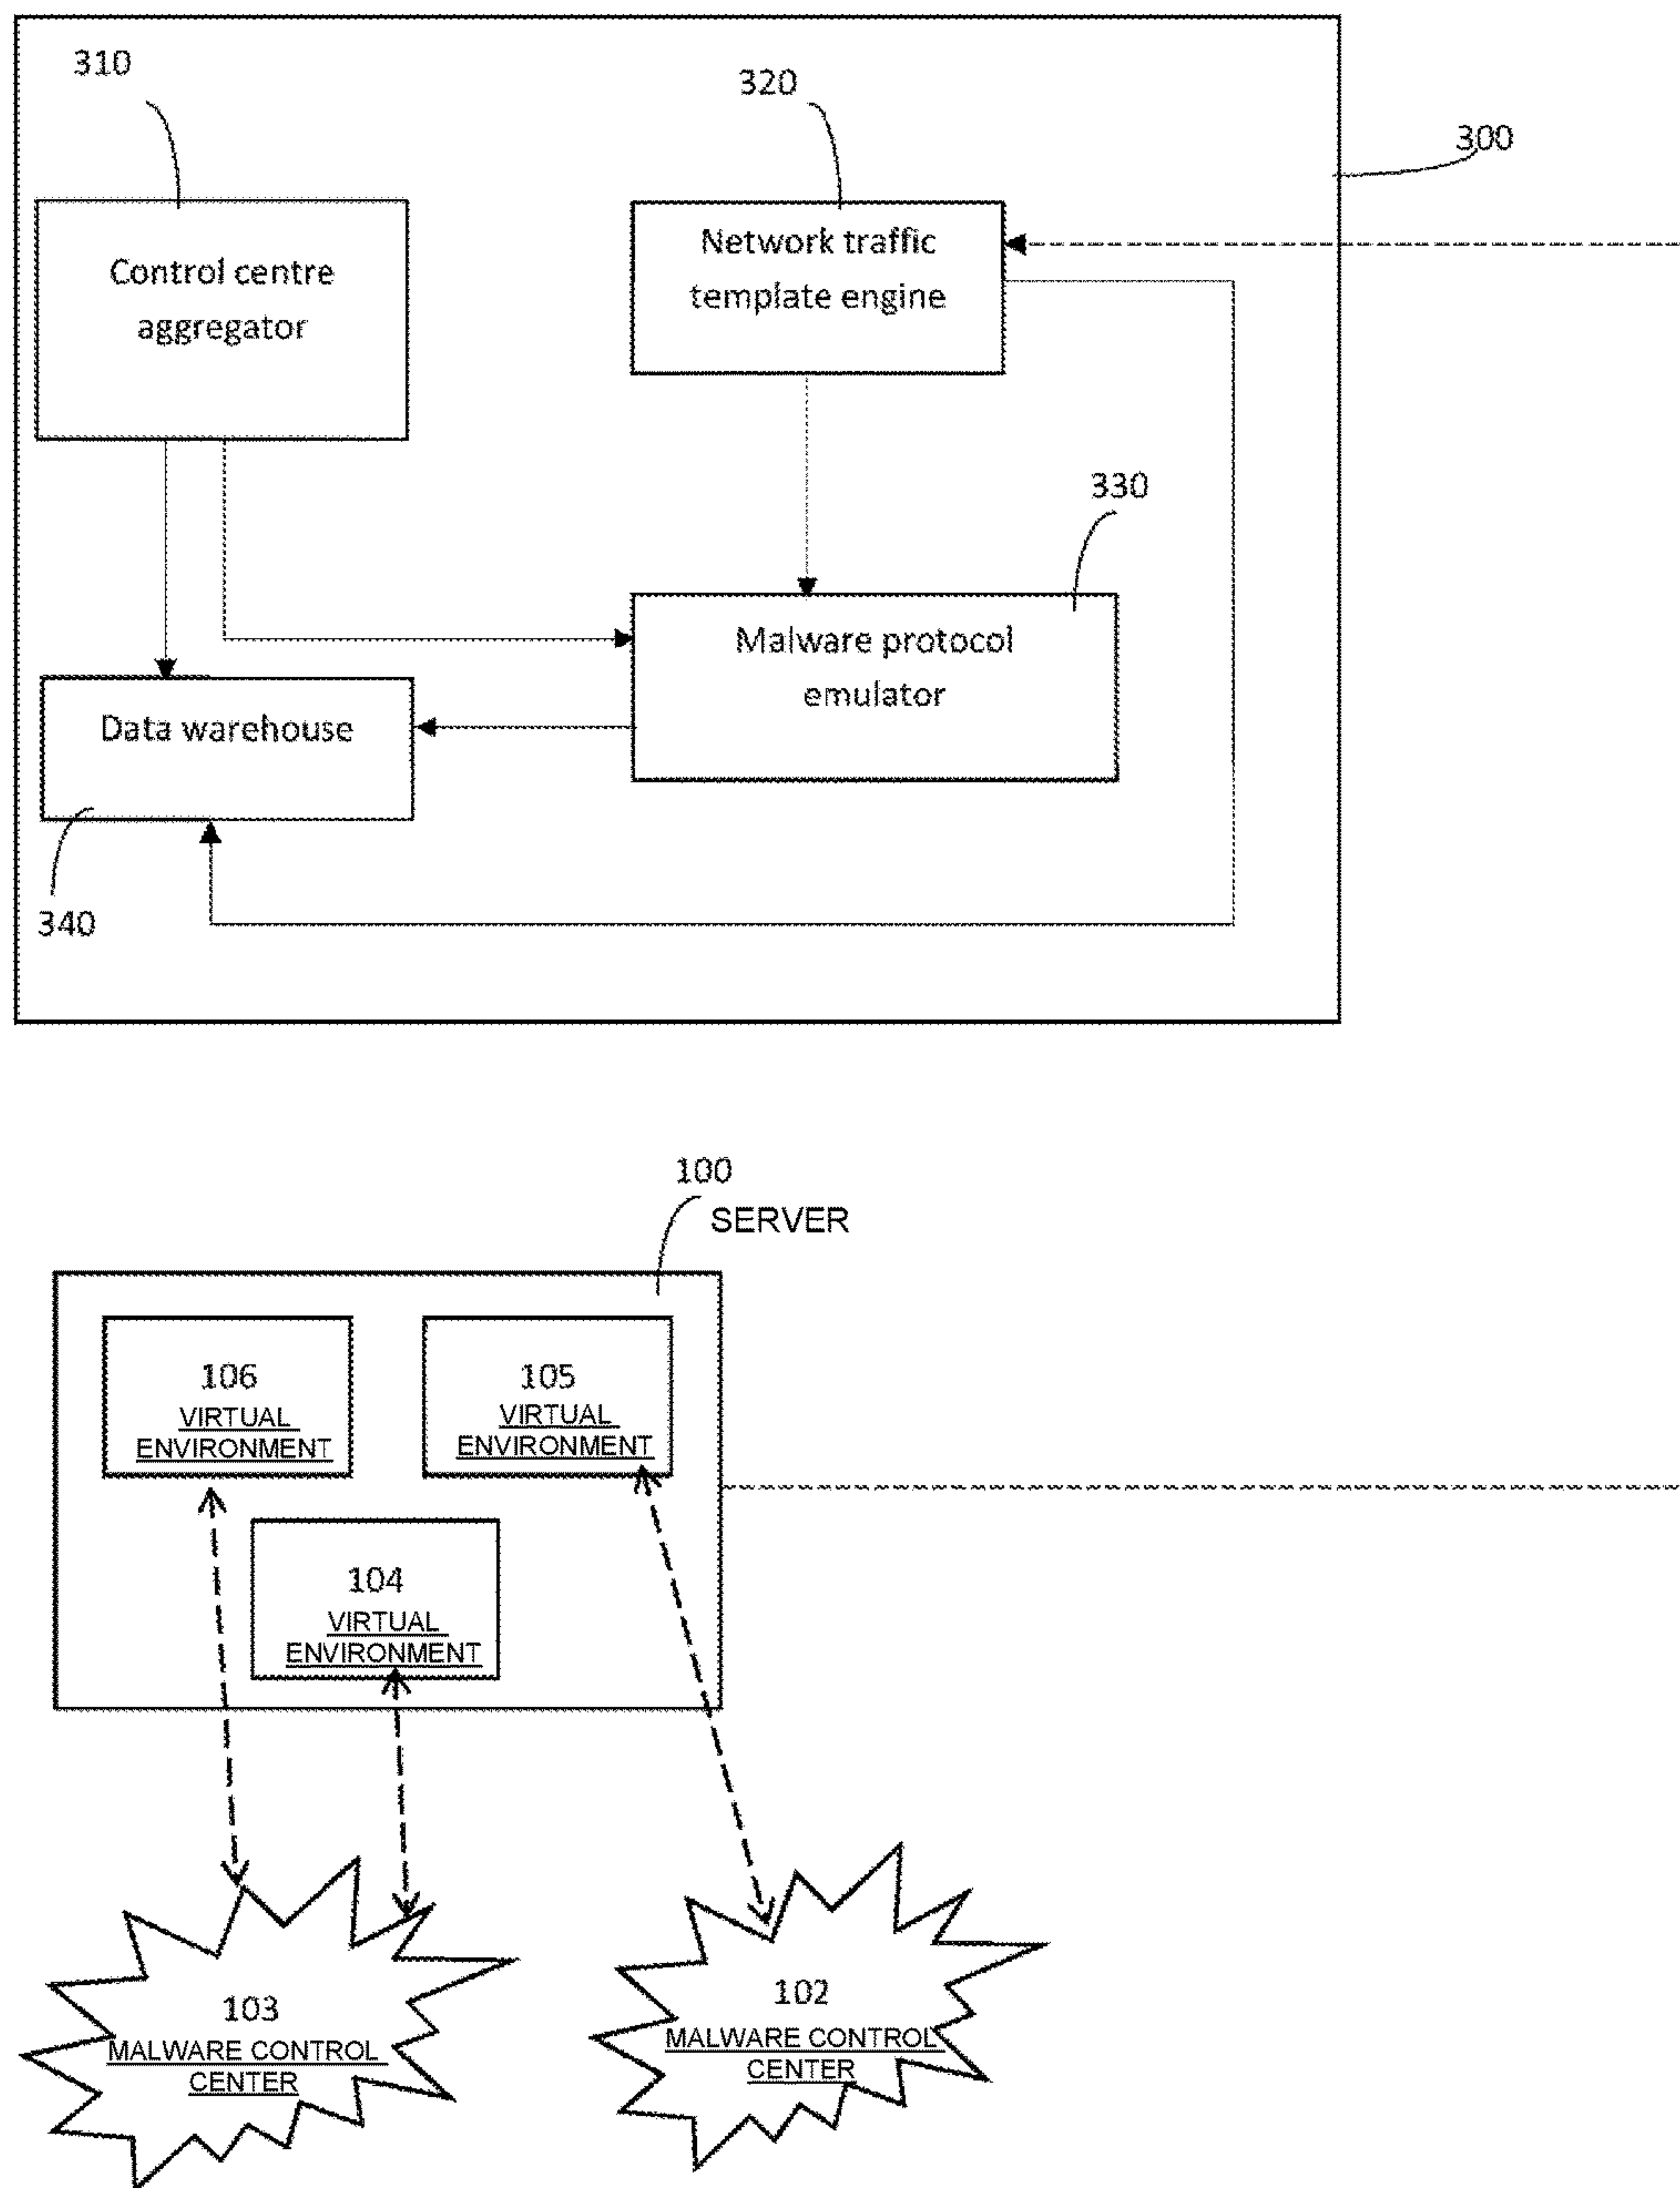 310
320
300
Control centre
aggregator
Network traffic
template engine
330
Malware protocol
emulator
Data warehouse
340
100
SERVER
106
VIRTUAL
ENVIRONMENT
105
VIRTUAL
ENVIRONMENT
104
VIRTUAL
ENVIRONMENT
103
MALWARE CONTROL
CENTER
102
MALWARE CONTROL
CENTER